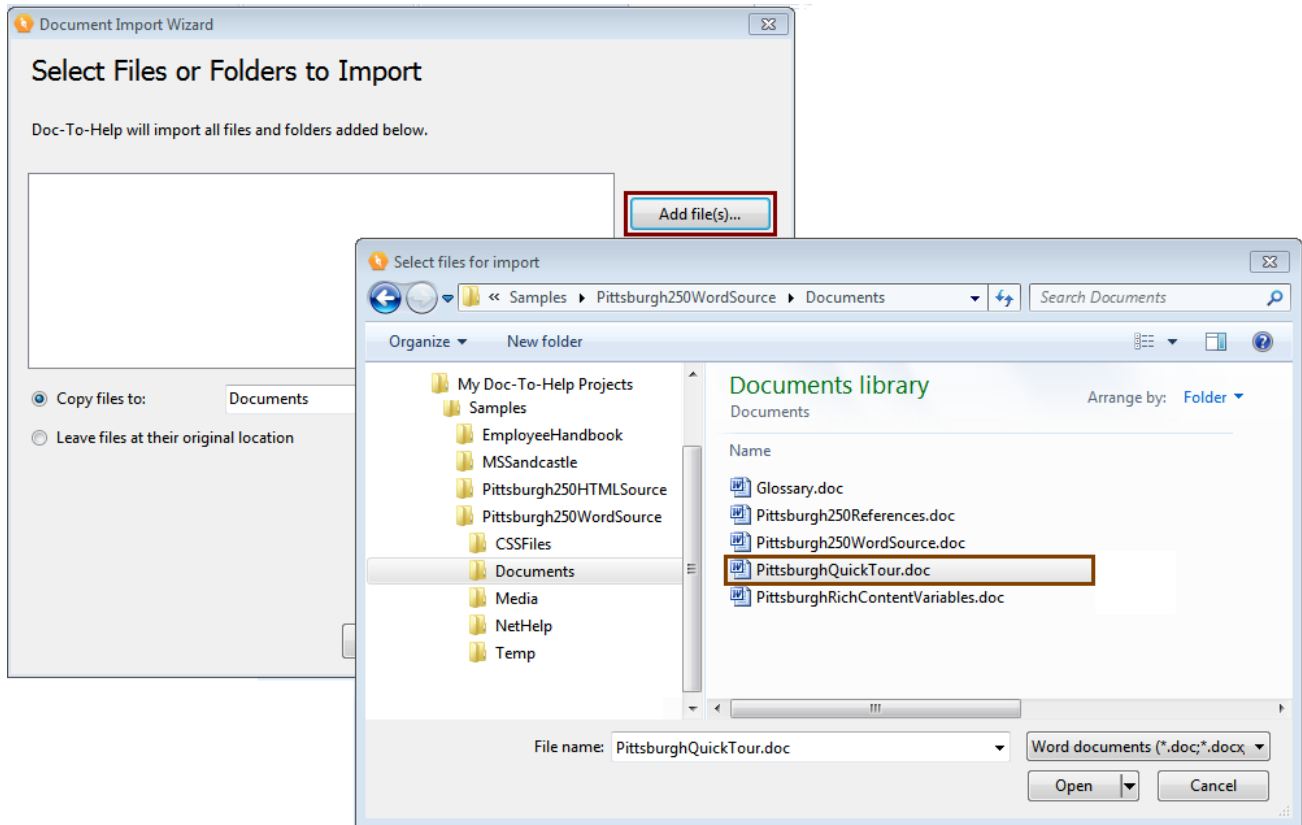 Document Import Wizard
Select Files or Folders to Import
Doc-To-Help will import all files and folders added below.
Add file(s)...
Copy files to:
Documents
Leave files at their original location
Select files for import
« Samples Pittsburgh250WordSource Documents
Search Documents
Organize
New folder
My Doc-To-Help Projects
Samples
EmployeeHandbook
MSSandcastle
Pittsburgh250HTMLSource
Pittsburgh250WordSource
CSSFiles
Documents
Media
NetHelp
Temp
Documents library
Documents
Arrange by: Folder
Name
Glossary.doc
Pittsburgh250References.doc
Pittsburgh250WordSource.doc
PittsburghQuickTour.doc
PittsburghRichContentVariables.doc
File name: PittsburghQuickTour.doc
Word documents (*.doc;*.docx;
Open
Cancel